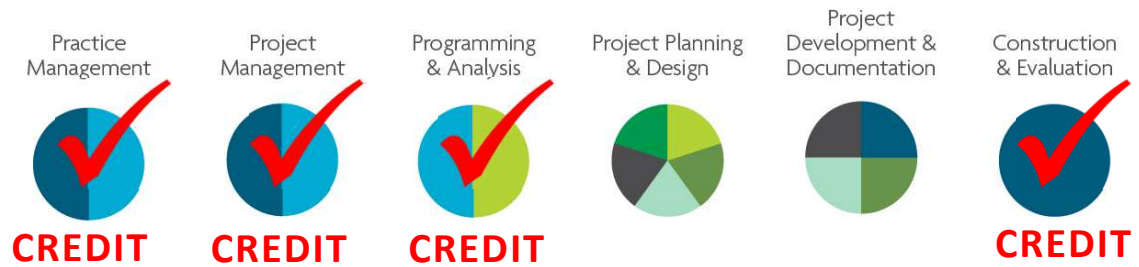 Practice
Management
Project
Management
Programming
& Analysis
Project Planning
& Design
Project
Development &
Documentation
Construction
& Evaluation
CREDIT
CREDIT
CREDIT
CREDIT